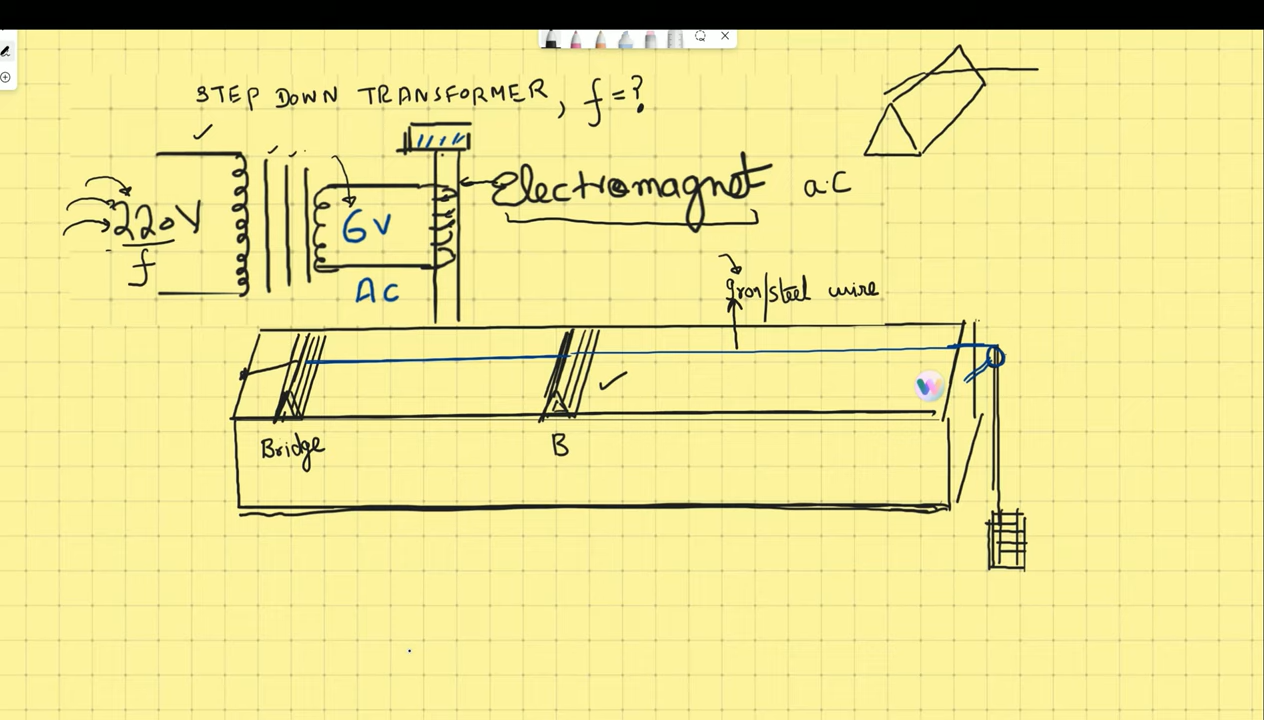 STEP DOWN TRANSFORMER, f=?
Electromagnet a.c
220V
f
6V
AC
Iron/steel wire
Bridge
B